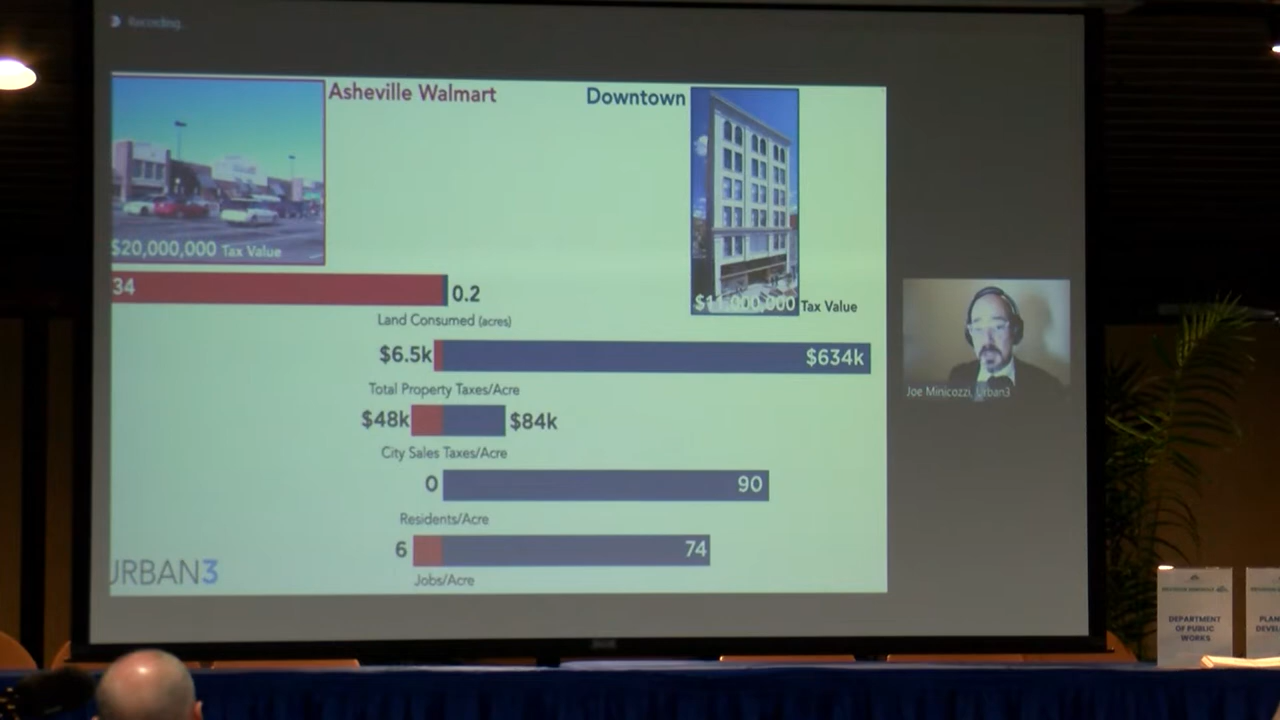 Recording...
Asheville Walmart
Downtown
$20,000,000 Tax Value
$11,000,000 Tax Value
34
0.2
Land Consumed (acres)
$6.5k
$634k
Total Property Taxes/Acre
$48k
$84k
City Sales Taxes/Acre
0
90
Residents/Acre
6
74
Jobs/Acre
URBAN3
Joe Minicozzi, Urban3
DEPARTMENT
OF PUBLIC
WORKS
PLAN
DEVEL